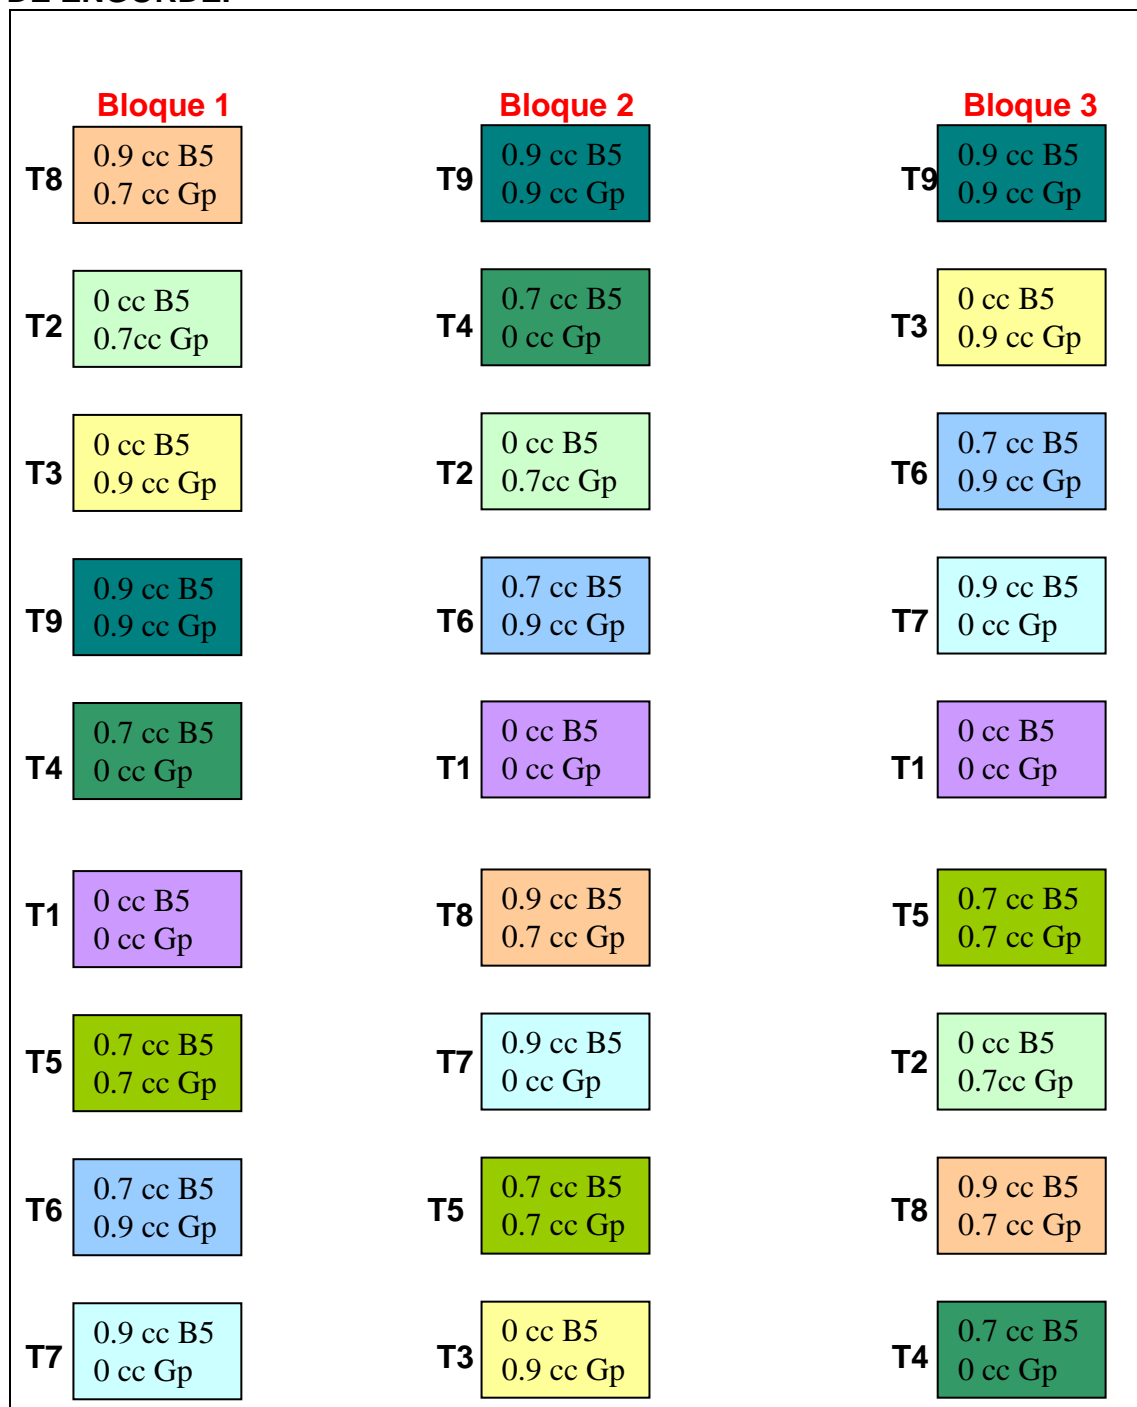 Bloque 1 Bloque 2 Bloque 3
T8 0.9 cc B5 T9 0.9 cc B5 T9 0.9 cc B5
0.7 cc Gp 0.9 cc Gp 0.9 cc Gp
T2 0 cc B5 T4 0.7 cc B5 T3 0 cc B5
0.7cc Gp 0 cc Gp 0.9 cc Gp
T3 0 cc B5 T2 0 cc B5 T6 0.7 cc B5
0.9 cc Gp 0.7cc Gp 0.9 cc Gp
T9 0.9 cc B5 T6 0.7 cc B5 T7 0.9 cc B5
0.9 cc Gp 0.9 cc Gp 0 cc Gp
T4 0.7 cc B5 T1 0 cc B5 T1 0 cc B5
0 cc Gp 0 cc Gp 0 cc Gp
T1 0 cc B5 T8 0.9 cc B5 T5 0.7 cc B5
0 cc Gp 0.7 cc Gp 0.7 cc Gp
T5 0.7 cc B5 T7 0.9 cc B5 T2 0 cc B5
0.7 cc Gp 0 cc Gp 0.7cc Gp
T6 0.7 cc B5 T5 0.7 cc B5 T8 0.9 cc B5
0.9 cc Gp 0.7 cc Gp 0.7 cc Gp
T7 0.9 cc B5 T3 0 cc B5 T4 0.7 cc B5
0 cc Gp 0.9 cc Gp 0 cc Gp